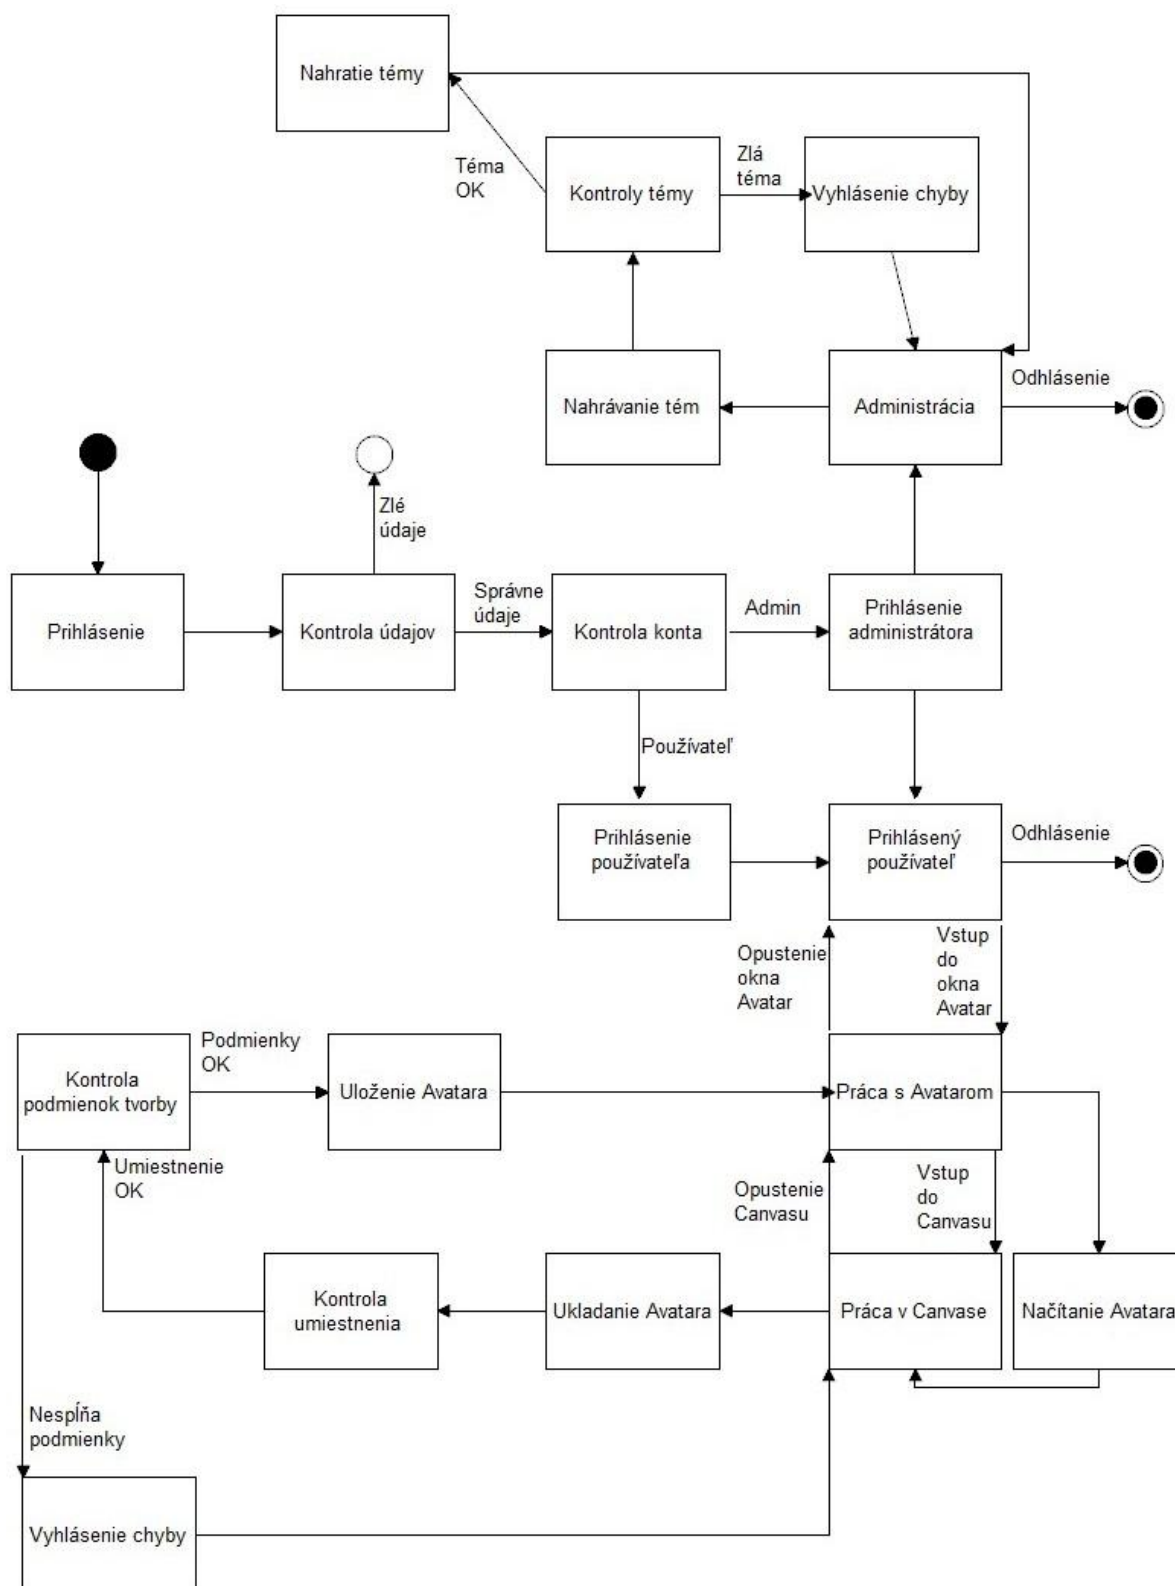 Nahratie témy
Téma
OK
Kontroly témy
Zlá
téma
Vyhlásenie chyby
Nahrávanie tém
Administrácia
Odhlásenie
Zlé
údaje
Prihlásenie
Kontrola údajov
Správne
údaje
Kontrola konta
Admin
Prihlásenie
administrátora
Používateľ
Prihlásenie
používateľa
Prihlásený
používateľ
Odhlásenie
Opustenie
okna
Avatar
Vstup
do
okna
Avatar
Kontrola
podmienok tvorby
Podmienky
OK
Uloženie Avatara
Práca s Avatarom
Umiestnenie
OK
Opustenie
Canvasu
Vstup
do
Canvasu
Kontrola
umiestnenia
Ukladanie Avatara
Práca v Canvase
Načítanie Avatara
Nespĺňa
podmienky
Vyhlásenie chyby